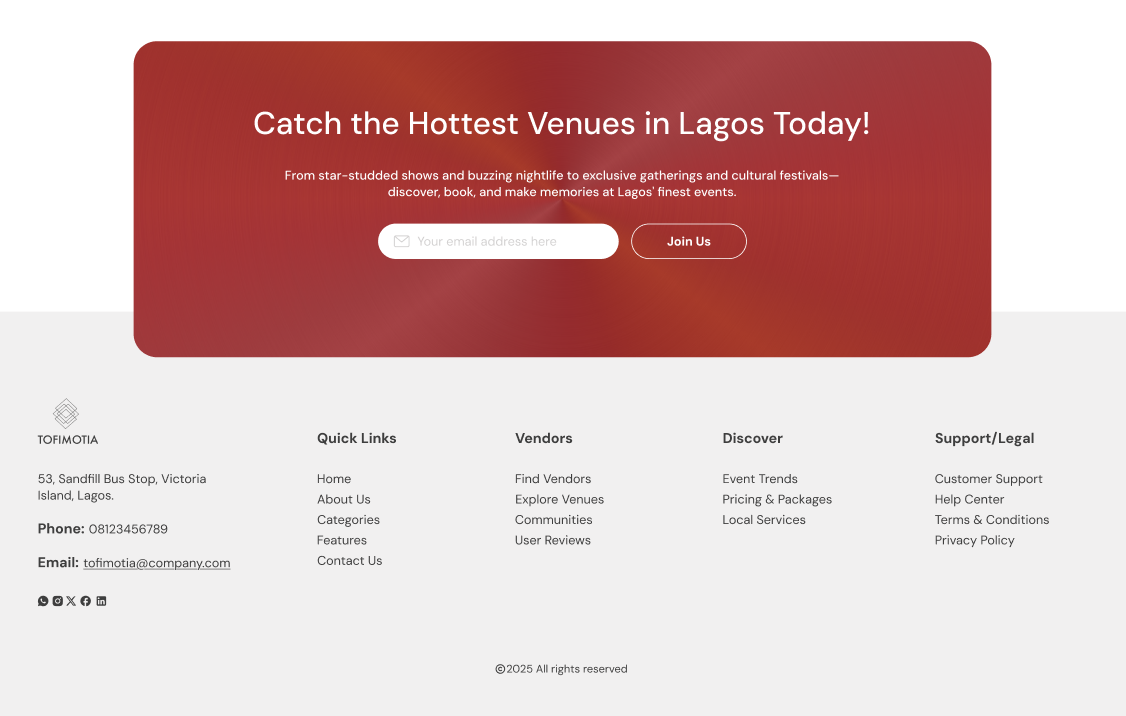 Catch the Hottest Venues in Lagos Today!
From star-studded shows and buzzing nightlife to exclusive gatherings and cultural festivals—
discover, book, and make memories at Lagos' finest events.
Your email address here
Join Us
TOFIMOTIA
53, Sandfill Bus Stop, Victoria
Island, Lagos.
Phone: 08123456789
Email: tofimotia@company.com
Quick Links
Home
About Us
Categories
Features
Contact Us
Vendors
Find Vendors
Explore Venues
Communities
User Reviews
Discover
Event Trends
Pricing & Packages
Local Services
Support/Legal
Customer Support
Help Center
Terms & Conditions
Privacy Policy
©2025 All rights reserved